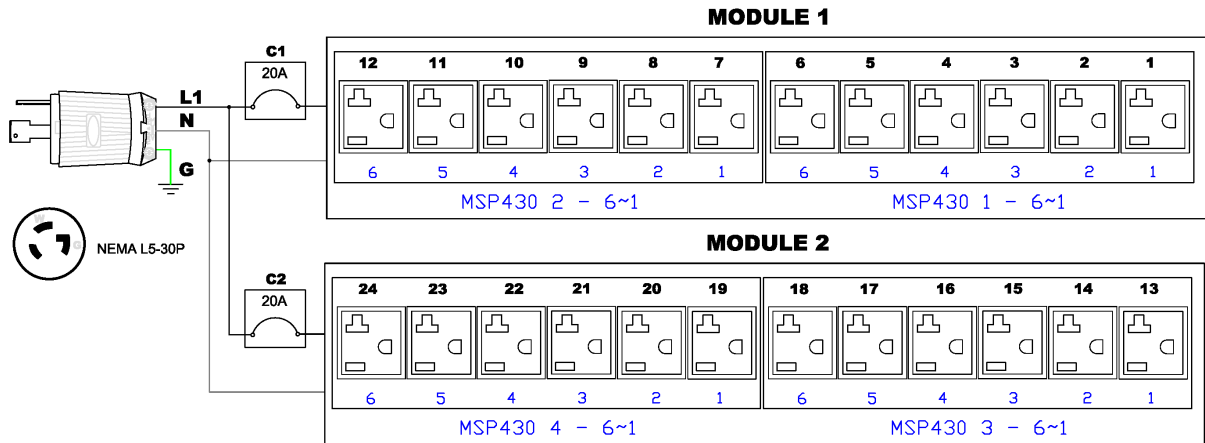 MODULE 1
C1
20A
12 11 10 9 8 7 6 5 4 3 2 1
L1
N
G
6 5 4 3 2 1 6 5 4 3 2 1
MSP430 2 - 6~1 MSP430 1 - 6~1
W
G
NEMA L5-30P
MODULE 2
C2
20A
24 23 22 21 20 19 18 17 16 15 14 13
6 5 4 3 2 1 6 5 4 3 2 1
MSP430 4 - 6~1 MSP430 3 - 6~1